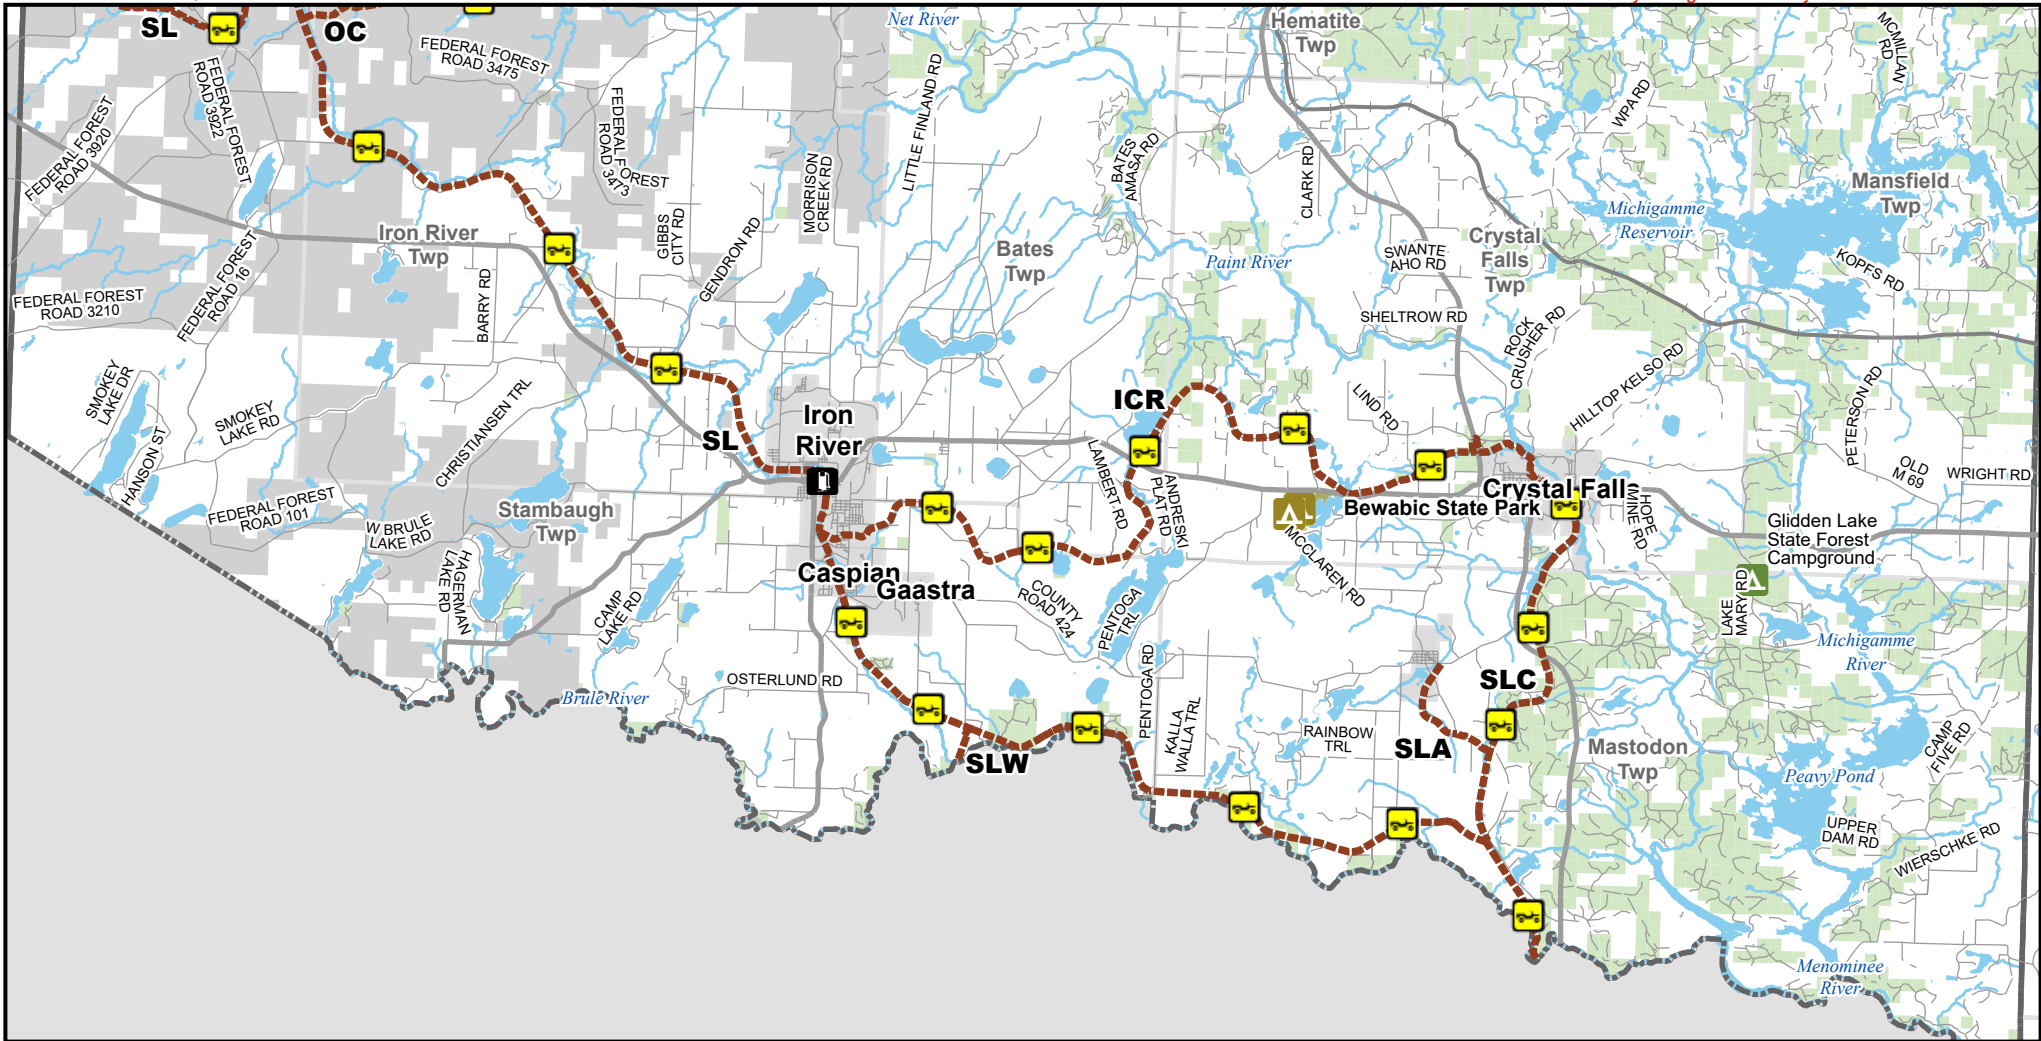 SL
OC
FEDERAL FOREST
ROAD 3475
Net River
Hematite
Twp
MCMILLAN
RD
FEDERAL FOREST
ROAD 3922
FEDERAL FOREST
FEDERAL FOREST
ROAD 3920
FEDERAL FOREST
ROAD 3473
FOREST
LITTLE FINLAND RD
BATES
AMASA RD
CLARK RD
WPA RD
Mansfield
Twp
Michigamme
Reservoir
MORRISON
CREEK RD
GIBBS
CITY RD
GENDRON RD
Iron River
Twp
Bates
Twp
Paint River
SWANTE
AHO RD
Crystal
Falls
Twp
KOPFS RD
FEDERAL FOREST
ROAD 16
FEDERAL FOREST
ROAD 3210
BARRY RD
SHELTROW RD
ROCK
CRUSHER RD
HILLTOP KELSO RD
SMOKEY
LAKE DR
SMOKEY
LAKE RD
HANSON ST
CHRISTIANSEN TRL
Iron
River
SL
ICR
LIND RD
PETERSON RD
OLD
M 69
WRIGHT RD
LAMBERT RD
ANDRESKI
PLAT RD
FEDERAL FOREST
ROAD 101
W BRULE
LAKE RD
Stambaugh
Twp
Crystal Falls
Bewabic State Park
HOPE
MINE RD
Glidden Lake
State Forest
Campground
MCCLAREN RD
HAGERMAN
LAKE RD
CAMP
LAKE RD
Caspian
Gaastra
COUNTY
ROAD 424
PENTOGA
TRL
LAKE
MARY RD
Michigamme
River
Brule River
OSTERLUND RD
PENTOGA RD
KALLA
WALLA TRL
SLC
RAINBOW
TRL
SLA
SLW
Mastodon
Twp
CAMP
FIVE RD
Peavy Pond
UPPER
DAM RD
WIERSCHKE RD
Menominee
River